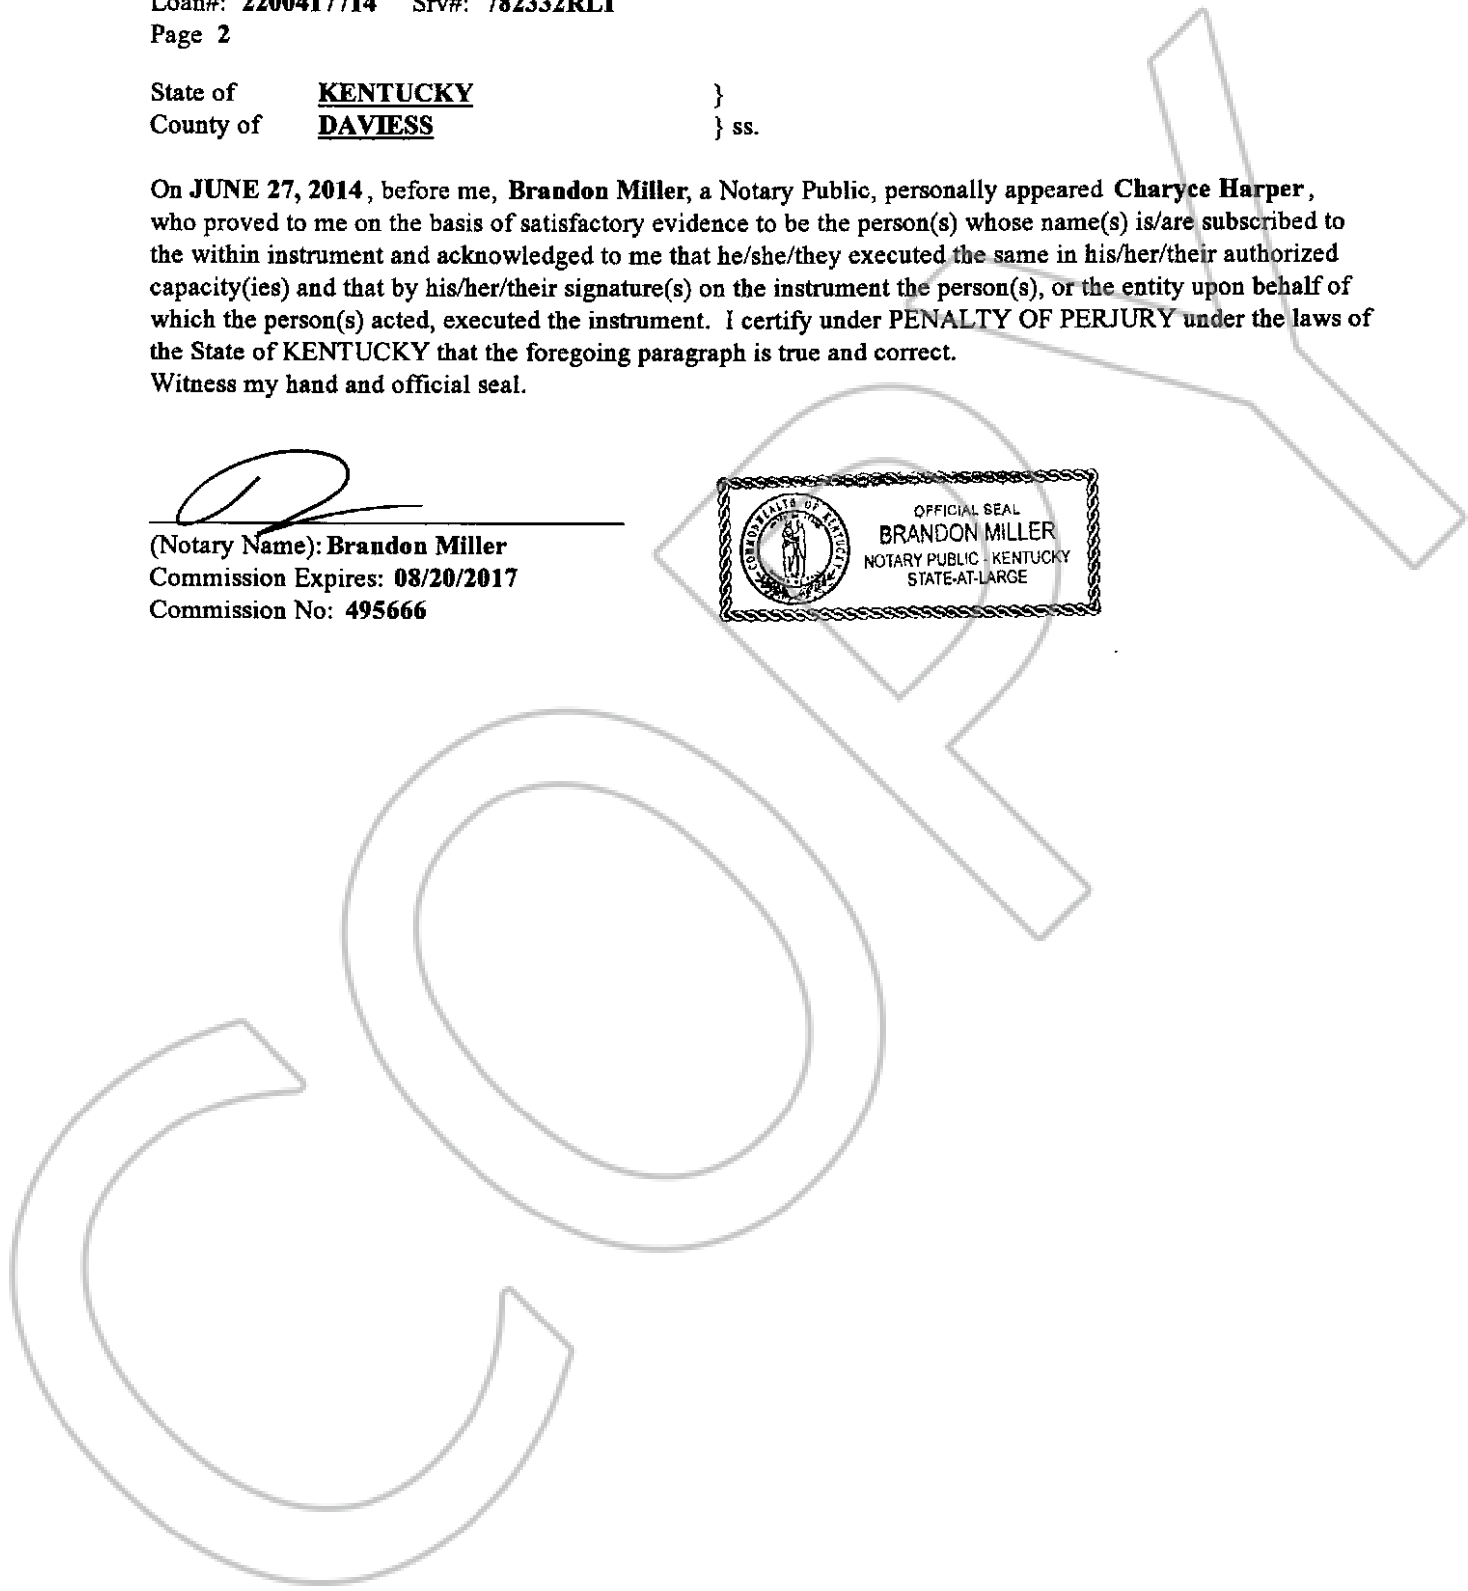 Loan#: 2200417714 Srv#: 782332RL1
Page 2
State of KENTUCKY }
County of DAVIESS } ss.
On JUNE 27, 2014, before me, Brandon Miller, a Notary Public, personally appeared Charyce Harper,
who proved to me on the basis of satisfactory evidence to be the person(s) whose name(s) is/are subscribed to
the within instrument and acknowledged to me that he/she/they executed the same in his/her/their authorized
capacity(ies) and that by his/her/their signature(s) on the instrument the person(s), or the entity upon behalf of
which the person(s) acted, executed the instrument. I certify under PENALTY OF PERJURY under the laws of
the State of KENTUCKY that the foregoing paragraph is true and correct.
Witness my hand and official seal.
(Notary Name): Brandon Miller
Commission Expires: 08/20/2017
Commission No: 495666
COMMONWEALTH OF KENTUCKY
OFFICIAL SEAL
BRANDON MILLER
NOTARY PUBLIC - KENTUCKY
STATE-AT-LARGE
COPY